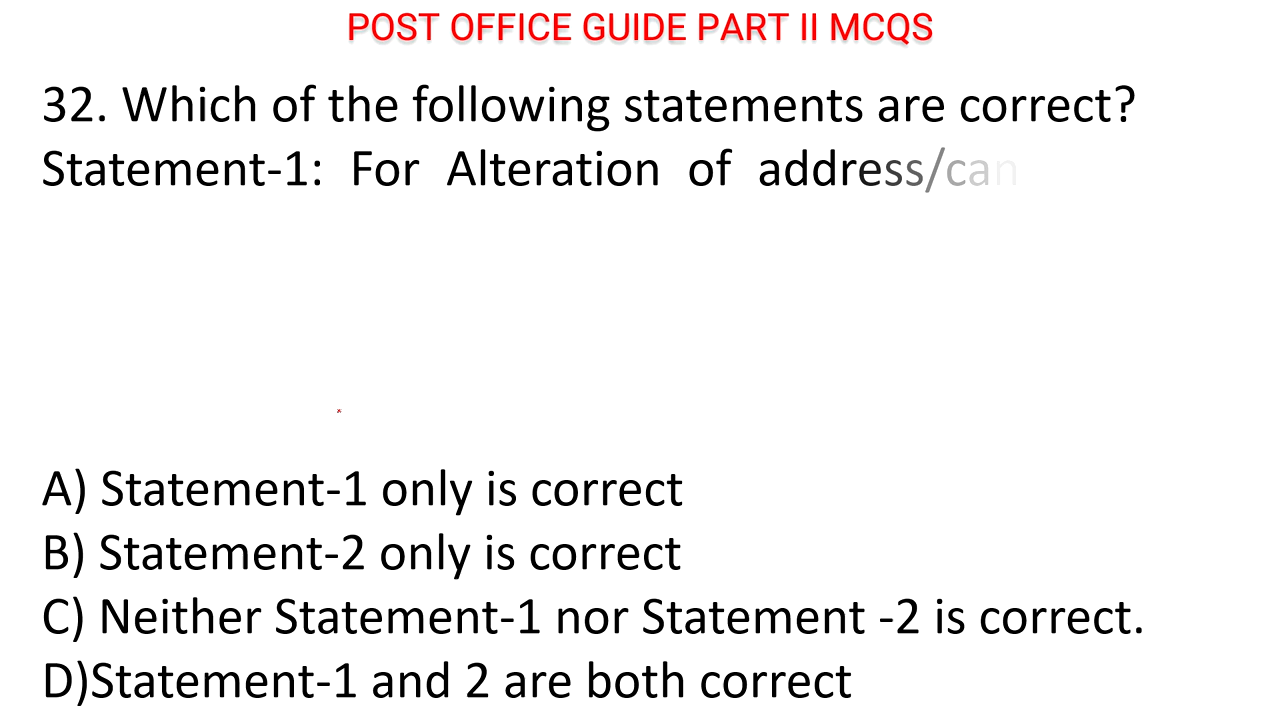 POST OFFICE GUIDE PART II MCQS
32. Which of the following statements are correct?
Statement-1: For Alteration of address/can
A) Statement-1 only is correct
B) Statement-2 only is correct
C) Neither Statement-1 nor Statement -2 is correct.
D)Statement-1 and 2 are both correct